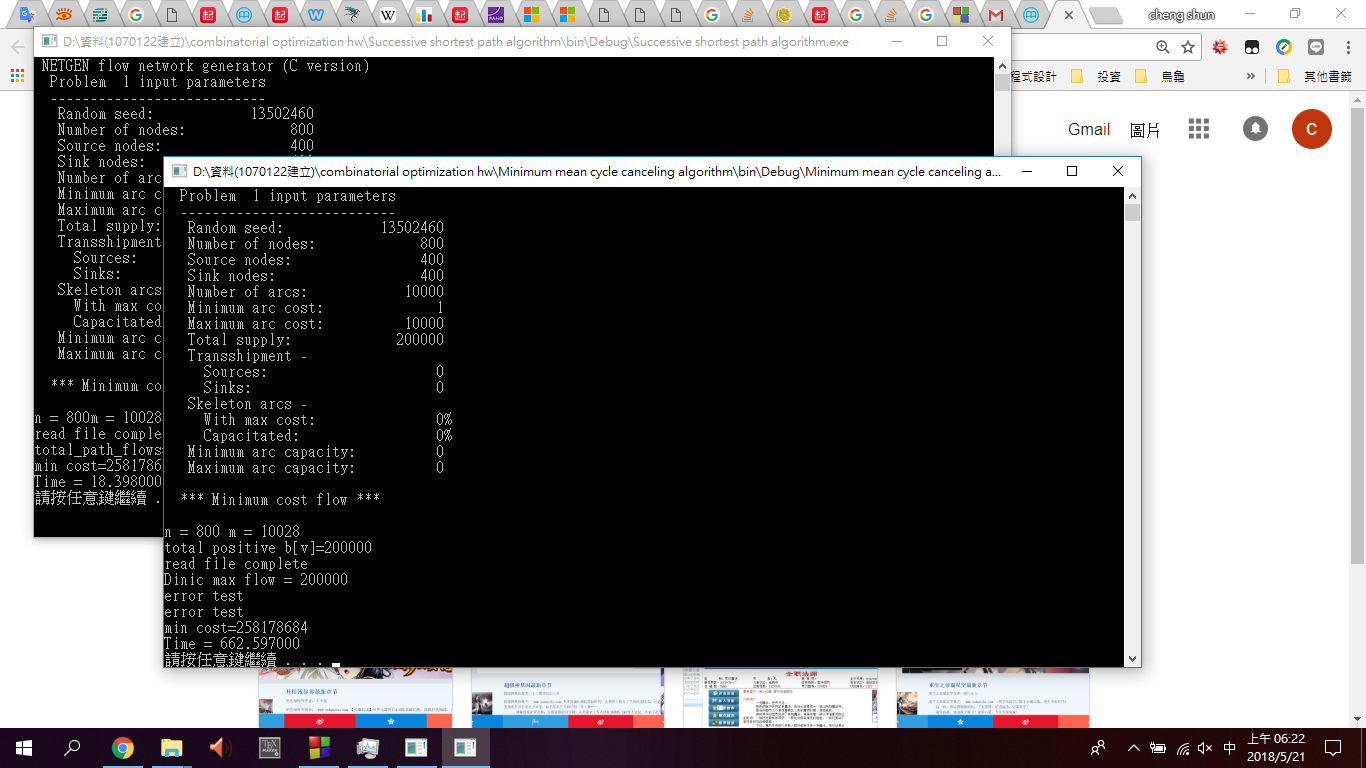 cheng shun
D:\資料(1070122建立)\combinatorial optimization hw\Successive shortest path algorithm\bin\Debug\Successive shortest path algorithm.exe
NETGEN flow network generator (C version)
Problem  1 input parameters
---------------------------
Random seed:          13502460
Number of nodes:             800
Source nodes:             400
Sink nodes:
Number of arc
Minimum arc c
Maximum arc c
Total supply:
Transshipment
Sources:
Sinks:
Skeleton arcs
With max co
Capacitated
Minimum arc c
Maximum arc c
*** Minimum co
n = 800m = 10028
read file comple
total_path_flows
min cost=2581786
Time = 18.398000
請按任意鍵繼續 .
程式設計
投資
烏龜
»
其他書籤
Gmail
圖片
C
D:\資料(1070122建立)\combinatorial optimization hw\Minimum mean cycle canceling algorithm\bin\Debug\Minimum mean cycle canceling a...
Problem  1 input parameters
---------------------------
Random seed:            13502460
Number of nodes:             800
Source nodes:                400
Sink nodes:                  400
Number of arcs:            10000
Minimum arc cost:              1
Maximum arc cost:          10000
Total supply:             200000
Transshipment -
Sources:                     0
Sinks:                       0
Skeleton arcs -
With max cost:               0%
Capacitated:                 0%
Minimum arc capacity:          0
Maximum arc capacity:          0
*** Minimum cost flow ***
n = 800 m = 10028
total positive b[v]=200000
read file complete
Dinic max flow = 200000
error test
error test
min cost=258178684
Time = 662.597000
請按任意鍵繼續 . . .
中
上午 06:22
2018/5/21